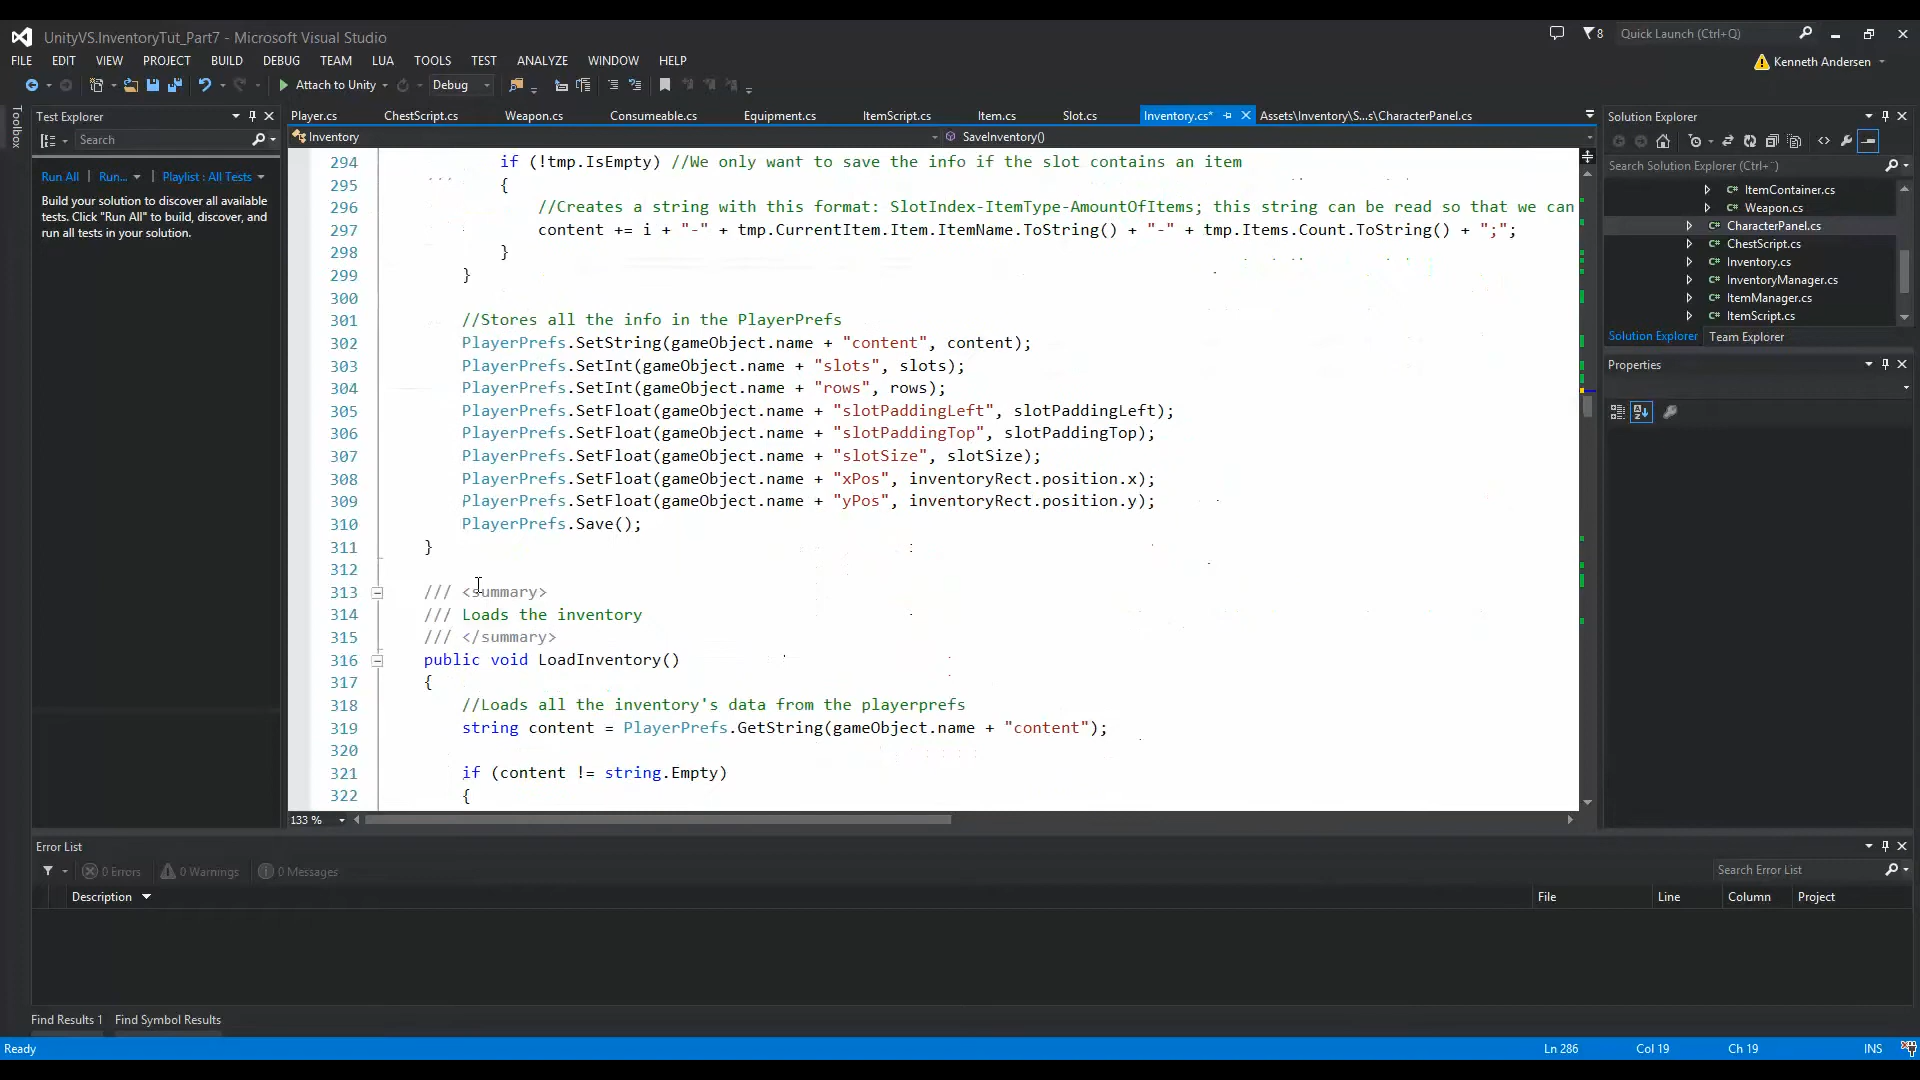 UnityVS.InventoryTut_Part7 - Microsoft Visual Studio
8
Quick Launch (Ctrl+Q)
FILE EDIT VIEW PROJECT BUILD DEBUG TEAM LUA TOOLS TEST ANALYZE WINDOW HELP
Kenneth Andersen
Attach to Unity Debug
Toolbox
Test Explorer
Search
Run All Run... Playlist : All Tests
Build your solution to discover all available
tests. Click "Run All" to build, discover, and
run all tests in your solution.
Player.cs ChestScript.cs Weapon.cs Consumeable.cs Equipment.cs ItemScript.cs Item.cs Slot.cs Inventory.cs* Assets\Inventory\S...s\CharacterPanel.cs
Inventory SaveInventory()
294 if (!tmp.IsEmpty) //We only want to save the info if the slot contains an item
295 {
296 //Creates a string with this format: SlotIndex-ItemType-AmountOfItems; this string can be read so that we can
297 content += i + "-" + tmp.CurrentItem.Item.ItemName.ToString() + "-" + tmp.Items.Count.ToString() + ";";
298 }
299 }
300
301 //Stores all the info in the PlayerPrefs
302 PlayerPrefs.SetString(gameObject.name + "content", content);
303 PlayerPrefs.SetInt(gameObject.name + "slots", slots);
304 PlayerPrefs.SetInt(gameObject.name + "rows", rows);
305 PlayerPrefs.SetFloat(gameObject.name + "slotPaddingLeft", slotPaddingLeft);
306 PlayerPrefs.SetFloat(gameObject.name + "slotPaddingTop", slotPaddingTop);
307 PlayerPrefs.SetFloat(gameObject.name + "slotSize", slotSize);
308 PlayerPrefs.SetFloat(gameObject.name + "xPos", inventoryRect.position.x);
309 PlayerPrefs.SetFloat(gameObject.name + "yPos", inventoryRect.position.y);
310 PlayerPrefs.Save();
311 }
312
313 /// <summary>
314 /// Loads the inventory
315 /// </summary>
316 public void LoadInventory()
317 {
318 //Loads all the inventory's data from the playerprefs
319 string content = PlayerPrefs.GetString(gameObject.name + "content");
320
321 if (content != string.Empty)
322 {
133 %
Solution Explorer
Search Solution Explorer (Ctrl+¨)
ItemContainer.cs
Weapon.cs
CharacterPanel.cs
ChestScript.cs
Inventory.cs
InventoryManager.cs
ItemManager.cs
ItemScript.cs
Solution Explorer Team Explorer
Properties
Error List
0 Errors 0 Warnings 0 Messages Search Error List
Description File Line Column Project
Find Results 1 Find Symbol Results
Ready Ln 286 Col 19 Ch 19 INS